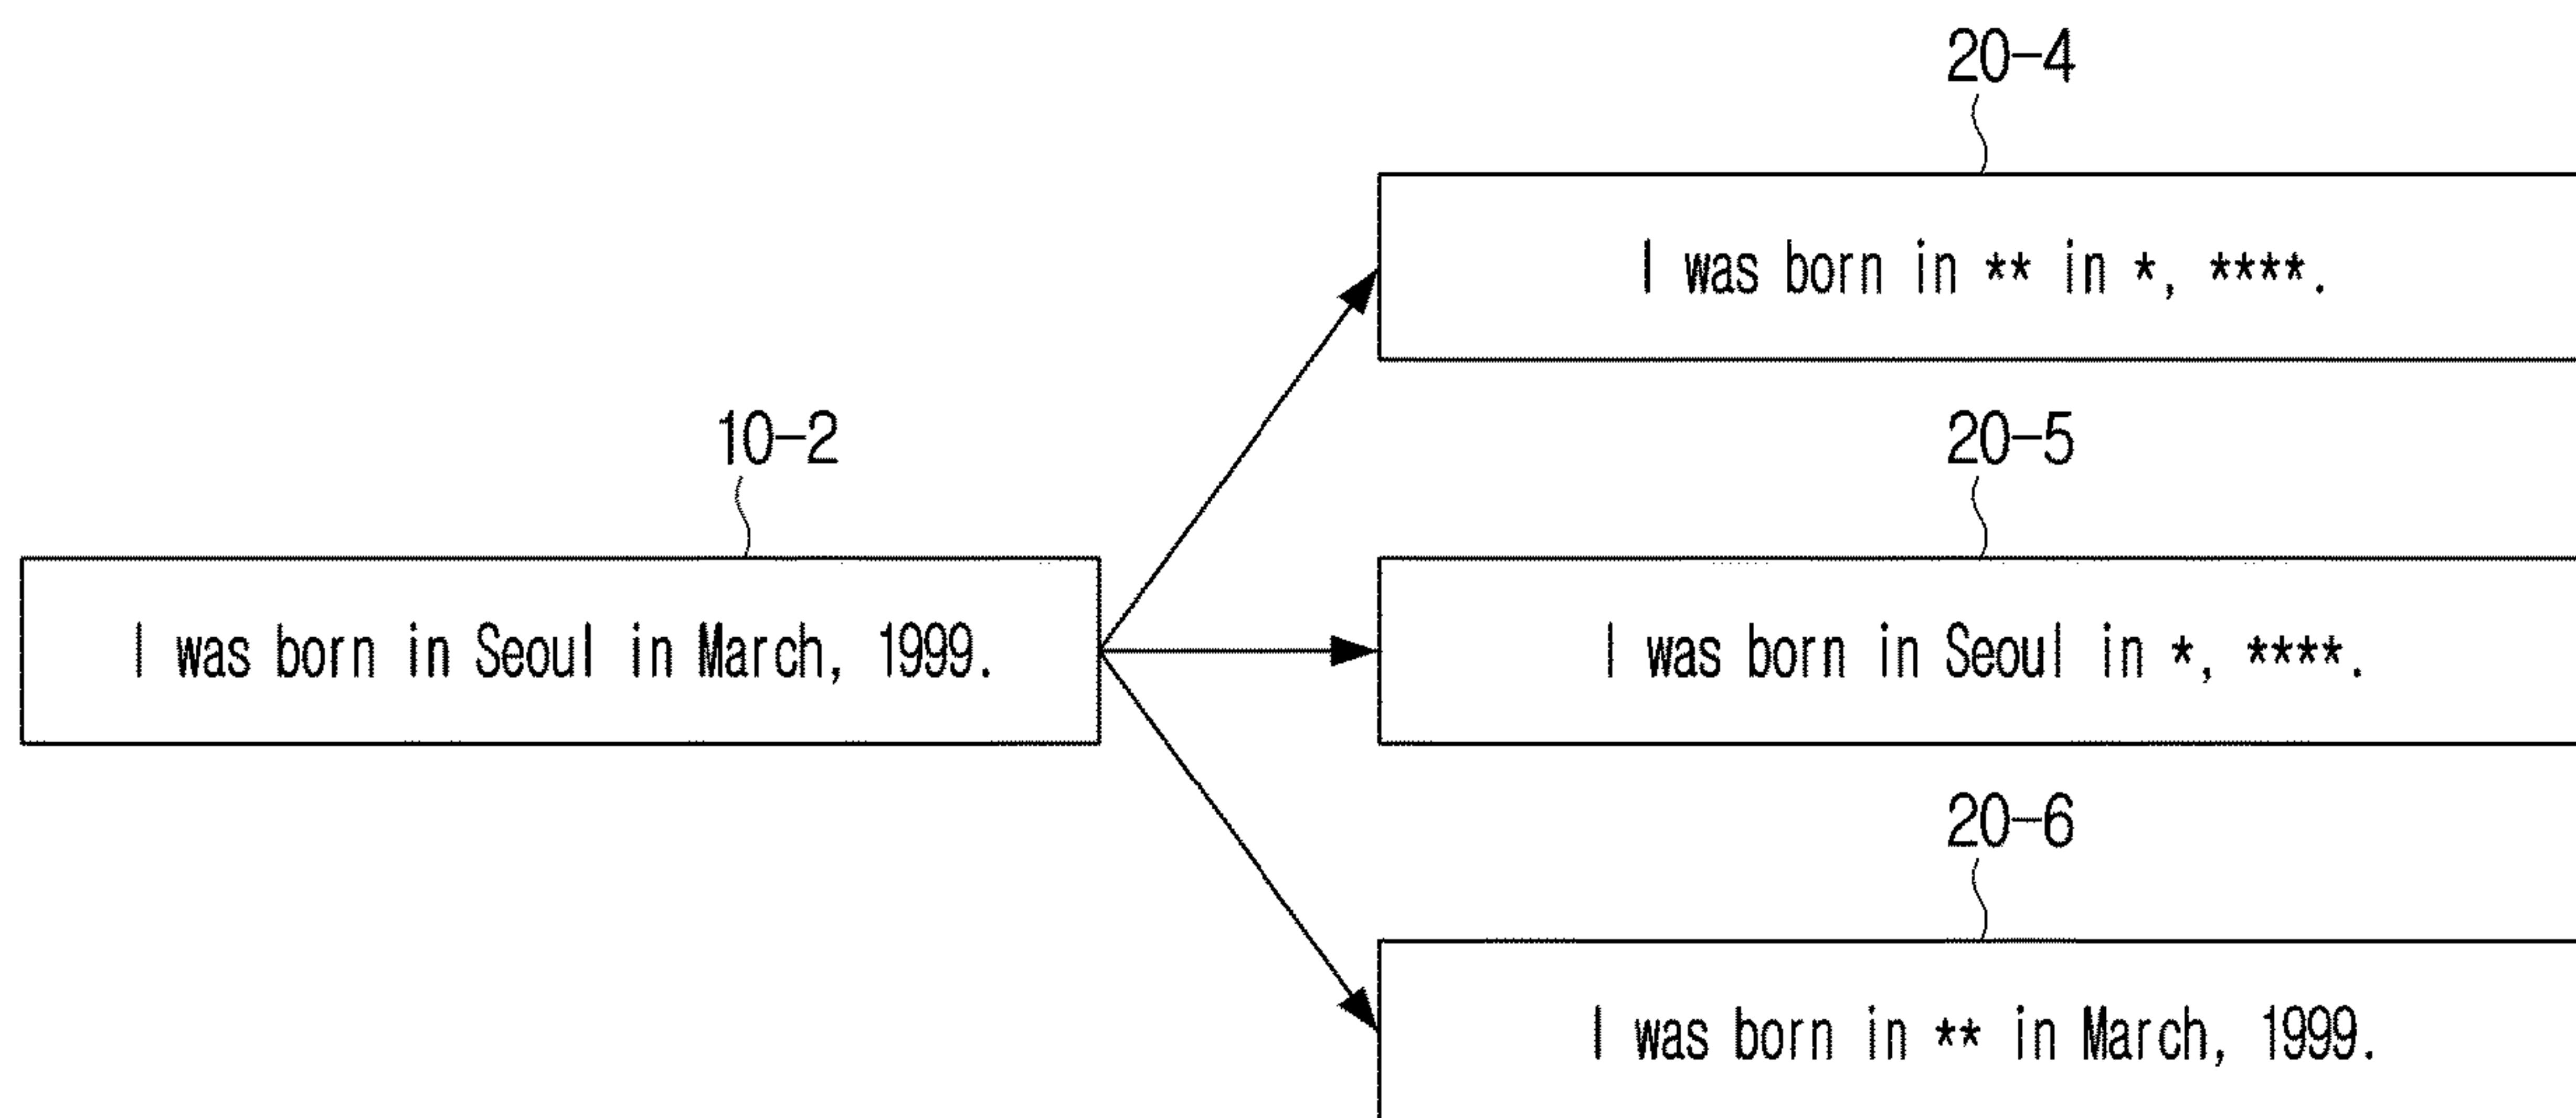 20-4
I was born in ** in *, ****.
10-2
20-5
I was born in Seoul in March, 1999.
I was born in Seoul in *, ****.
20-6
I was born in ** in March, 1999.